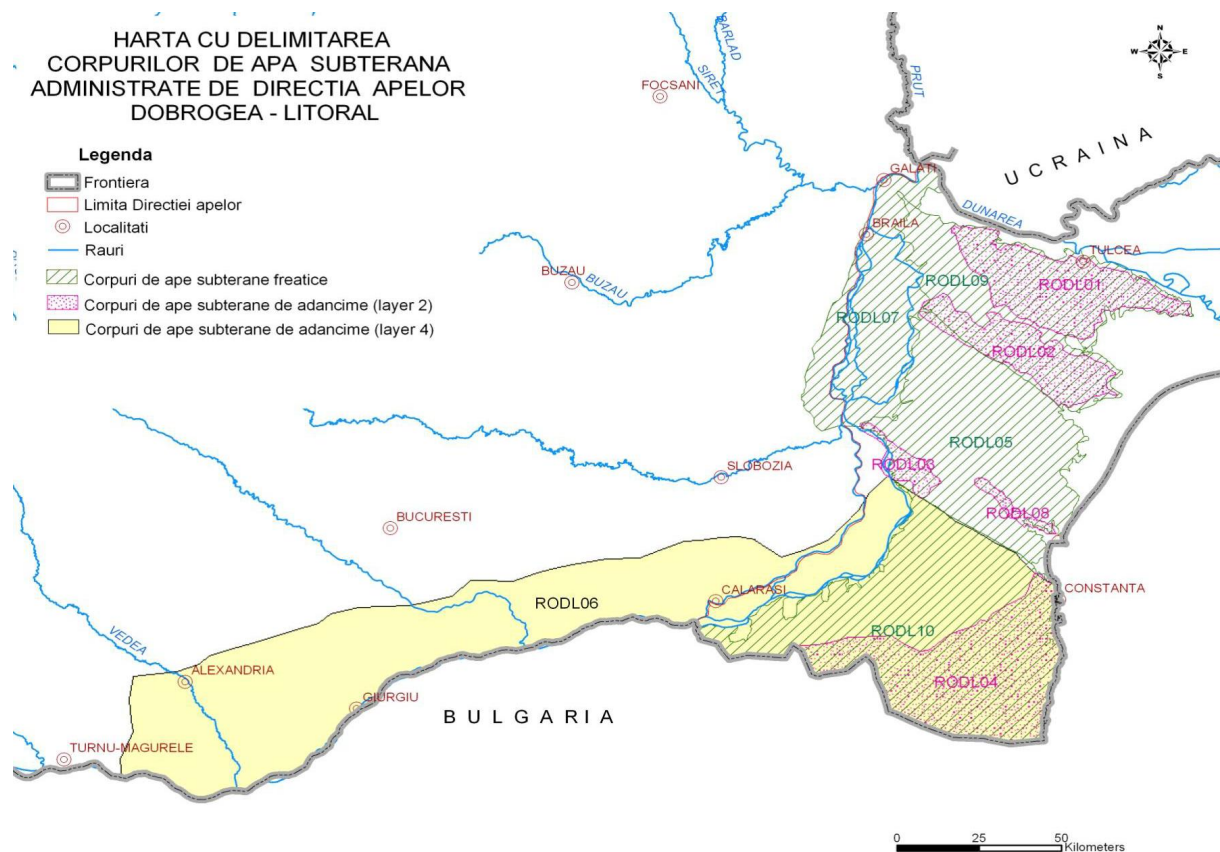 HARTA CU DELIMITAREA
CORPURILOR DE APA SUBTERANA
ADMINISTRATE DE DIRECTIA APELOR
DOBROGEA - LITORAL
Legenda
Frontiera
Limita Directiei apelor
Localitati
Rauri
Corpuri de ape subterane freatice
Corpuri de ape subterane de adancime (layer 2)
Corpuri de ape subterane de adancime (layer 4)
N
W E
S
BARLAD
SIRET
PRUT
FOCSANI
UCRAINA
GALATI
DUNAREA
BRAILA
TULCEA
BUZAU
BUZAU
RODL09
RODL01
RODL07
RODL02
RODL05
SLOBOZIA
RODL03
RODL08
BUCURESTI
CALARASI
CONSTANTA
RODL06
RODL10
VEDEA
ALEXANDRIA
RODL04
GIURGIU
BULGARIA
TURNU-MAGURELE
0 25 50
Kilometers